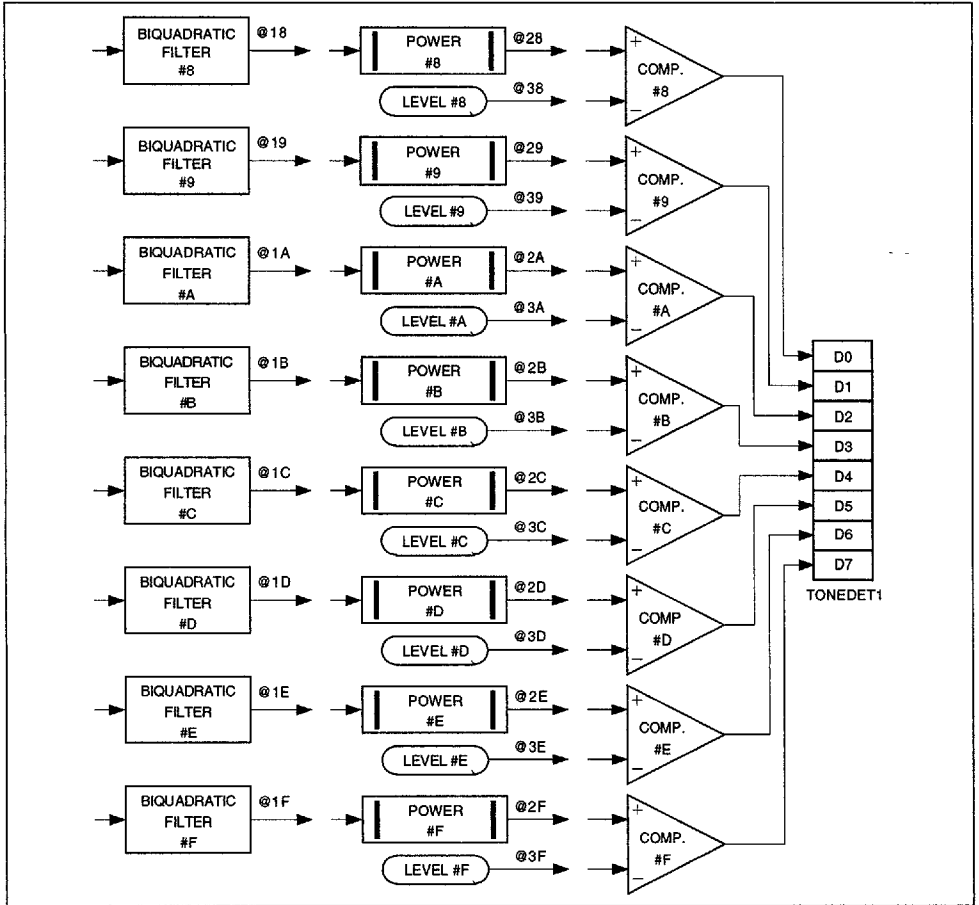 BIQUADRATIC
FILTER
#8
@18
POWER
#8
@28
LEVEL #8
@38
+
COMP.
#8
−
BIQUADRATIC
FILTER
#9
@19
POWER
#9
@29
LEVEL #9
@39
+
COMP.
#9
−
BIQUADRATIC
FILTER
#A
@1A
POWER
#A
@2A
LEVEL #A
@3A
+
COMP.
#A
−
BIQUADRATIC
FILTER
#B
@1B
POWER
#B
@2B
LEVEL #B
@3B
+
COMP.
#B
−
BIQUADRATIC
FILTER
#C
@1C
POWER
#C
@2C
LEVEL #C
@3C
+
COMP.
#C
−
BIQUADRATIC
FILTER
#D
@1D
POWER
#D
@2D
LEVEL #D
@3D
+
COMP
#D
−
BIQUADRATIC
FILTER
#E
@1E
POWER
#E
@2E
LEVEL #E
@3E
+
COMP.
#E
−
BIQUADRATIC
FILTER
#F
@1F
POWER
#F
@2F
LEVEL #F
@3F
+
COMP.
#F
−
D0
D1
D2
D3
D4
D5
D6
D7
TONEDET1